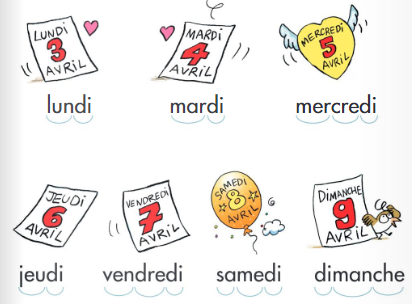 LUNDI
3
AVRIL
MARDI
4
AVRIL
MERCREDI
5
AVRIL
lundi
mardi
mercredi
JEUDI
6
AVRIL
VENDREDI
7
AVRIL
SAMEDI
8
AVRIL
DIMANCHE
9
AVRIL
jeudi
vendredi
samedi
dimanche